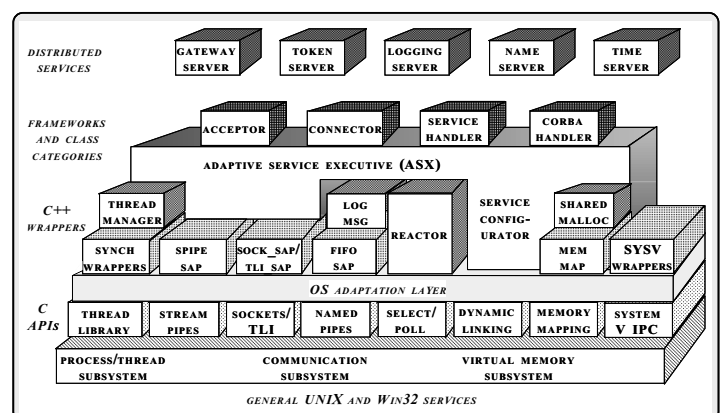 DISTRIBUTED
SERVICES
GATEWAY
SERVER
TOKEN
SERVER
LOGGING
SERVER
NAME
SERVER
TIME
SERVER
FRAMEWORKS
AND CLASS
CATEGORIES
ACCEPTOR
CONNECTOR
SERVICE
HANDLER
CORBA
HANDLER
ADAPTIVE SERVICE EXECUTIVE (ASX)
C++
WRAPPERS
THREAD
MANAGER
LOG
MSG
REACTOR
SERVICE
CONFIG-
URATOR
SHARED
MALLOC
SYNCH
WRAPPERS
SPIPE
SAP
SOCK_SAP/
TLI_SAP
FIFO
SAP
MEM
MAP
SYSV
WRAPPERS
OS ADAPTATION LAYER
C
APIs
THREAD
LIBRARY
STREAM
PIPES
SOCKETS/
TLI
NAMED
PIPES
SELECT/
POLL
DYNAMIC
LINKING
MEMORY
MAPPING
SYSTEM
V IPC
PROCESS/THREAD
SUBSYSTEM
COMMUNICATION
SUBSYSTEM
VIRTUAL MEMORY
SUBSYSTEM
GENERAL UNIX AND WIN32 SERVICES